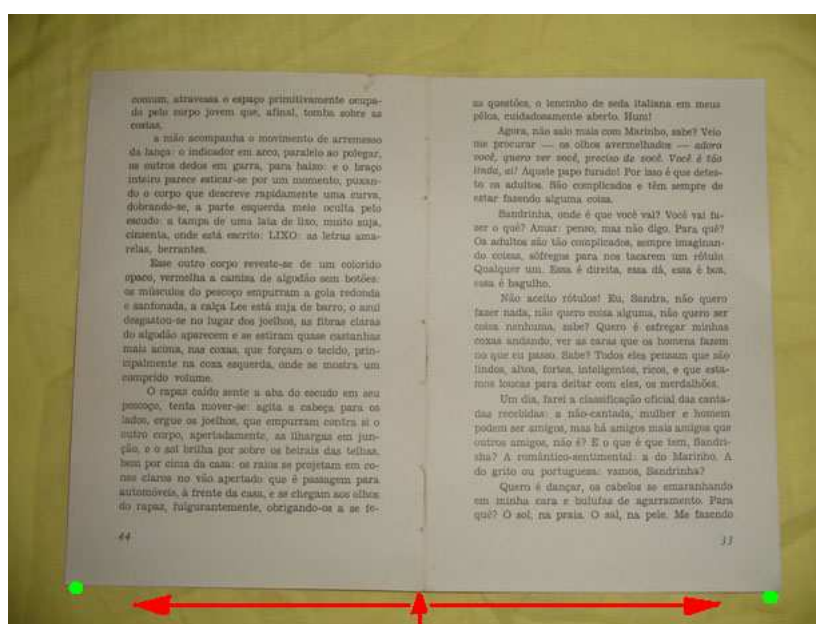 comum, atravessa o espaço primitivamente ocupa-
do pelo corpo jovem que, afinal, tomba sobre as
costas,
a mão acompanha o movimento de arremesso
da lança: o indicador em arco, paralelo ao polegar,
os outros dedos em garra, para baixo: e o braço
inteiro parece esticar-se por um momento, puxan-
do o corpo que descreve rapidamente uma curva,
dobrando-se, a parte esquerda meio oculta pelo
escudo: a tampa de uma lata de lixo, muito suja,
cinzenta, onde está escrito: LIXO: as letras ama-
relas, berrantes.
Esse outro corpo reveste-se de um colorido
opaco, vermelha a camisa de algodão sem botões:
os músculos do pescoço empurram a gola redonda
e sanfonada, a calça Lee está suja de barro, o azul
desgastou-se no lugar dos joelhos, as fibras claras
do algodão aparecem e se estiram quase castanhas
mais acima, nas coxas, que forçam o tecido, prin-
cipalmente na coxa esquerda, onde se mostra um
comprido volume.
O rapaz caído sente a aba do escudo em seu
pescoço, tenta mover-se: agita a cabeça para os
lados, ergue os joelhos, que empurram contra si o
outro corpo, apertadamente, as ilhargas em jun-
ção, e o sol brilha por sobre os beirais das telhas,
bem por cima da casa: os raios se projetam em co-
nes claros no vão apertado que é passagem para
automóveis, à frente da casa, e se chegam aos olhos
do rapaz, fulgurantemente, obrigando-os a se fe-
44
as questões, o lencinho de seda italiana em meus
pêlos, cuidadosamente aberto. Hum!
Agora, não saio mais com Marinho, sabe? Veio
me procurar — os olhos avermelhados — adoro
você, quero ver você, preciso de você. Você é tão
linda, ai! Aquele papo furado! Por isso é que detes-
to os adultos. São complicados e têm sempre de
estar fazendo alguma coisa.
Sandrinha, onde é que você vai? Você vai fa-
zer o quê? Amar: penso, mas não digo. Para quê?
Os adultos são tão complicados, sempre imaginan-
do coisas, sôfregos para nos tacarem um rótulo.
Qualquer um. Essa é direita, essa dá, essa é boa,
essa é bagulho.
Não aceito rótulos! Eu, Sandra, não quero
fazer nada, não quero coisa alguma, não quero ser
coisa nenhuma, sabe? Quero é esfregar minhas
coxas andando, ver as caras que os homens fazem
no que eu passo. Sabe? Todos eles pensam que são
lindos, altos, fortes, inteligentes, ricos, e que esta-
mos loucas para deitar com eles, os merdalhões.
Um dia, farei a classificação oficial das canta-
das recebidas: a não-cantada, mulher e homem
podem ser amigos, mas há amigos mais amigos que
outros amigos, não é? E o que é que tem, Sandri-
nha? A romântico-sentimental: a do Marinho. A
do grito ou portuguesa: vamos, Sandrinha?
Quero é dançar, os cabelos se emaranhando
em minha cara e bulufas de agarramento. Para
quê? O sol, na praia. O sal, na pele. Me fazendo
33